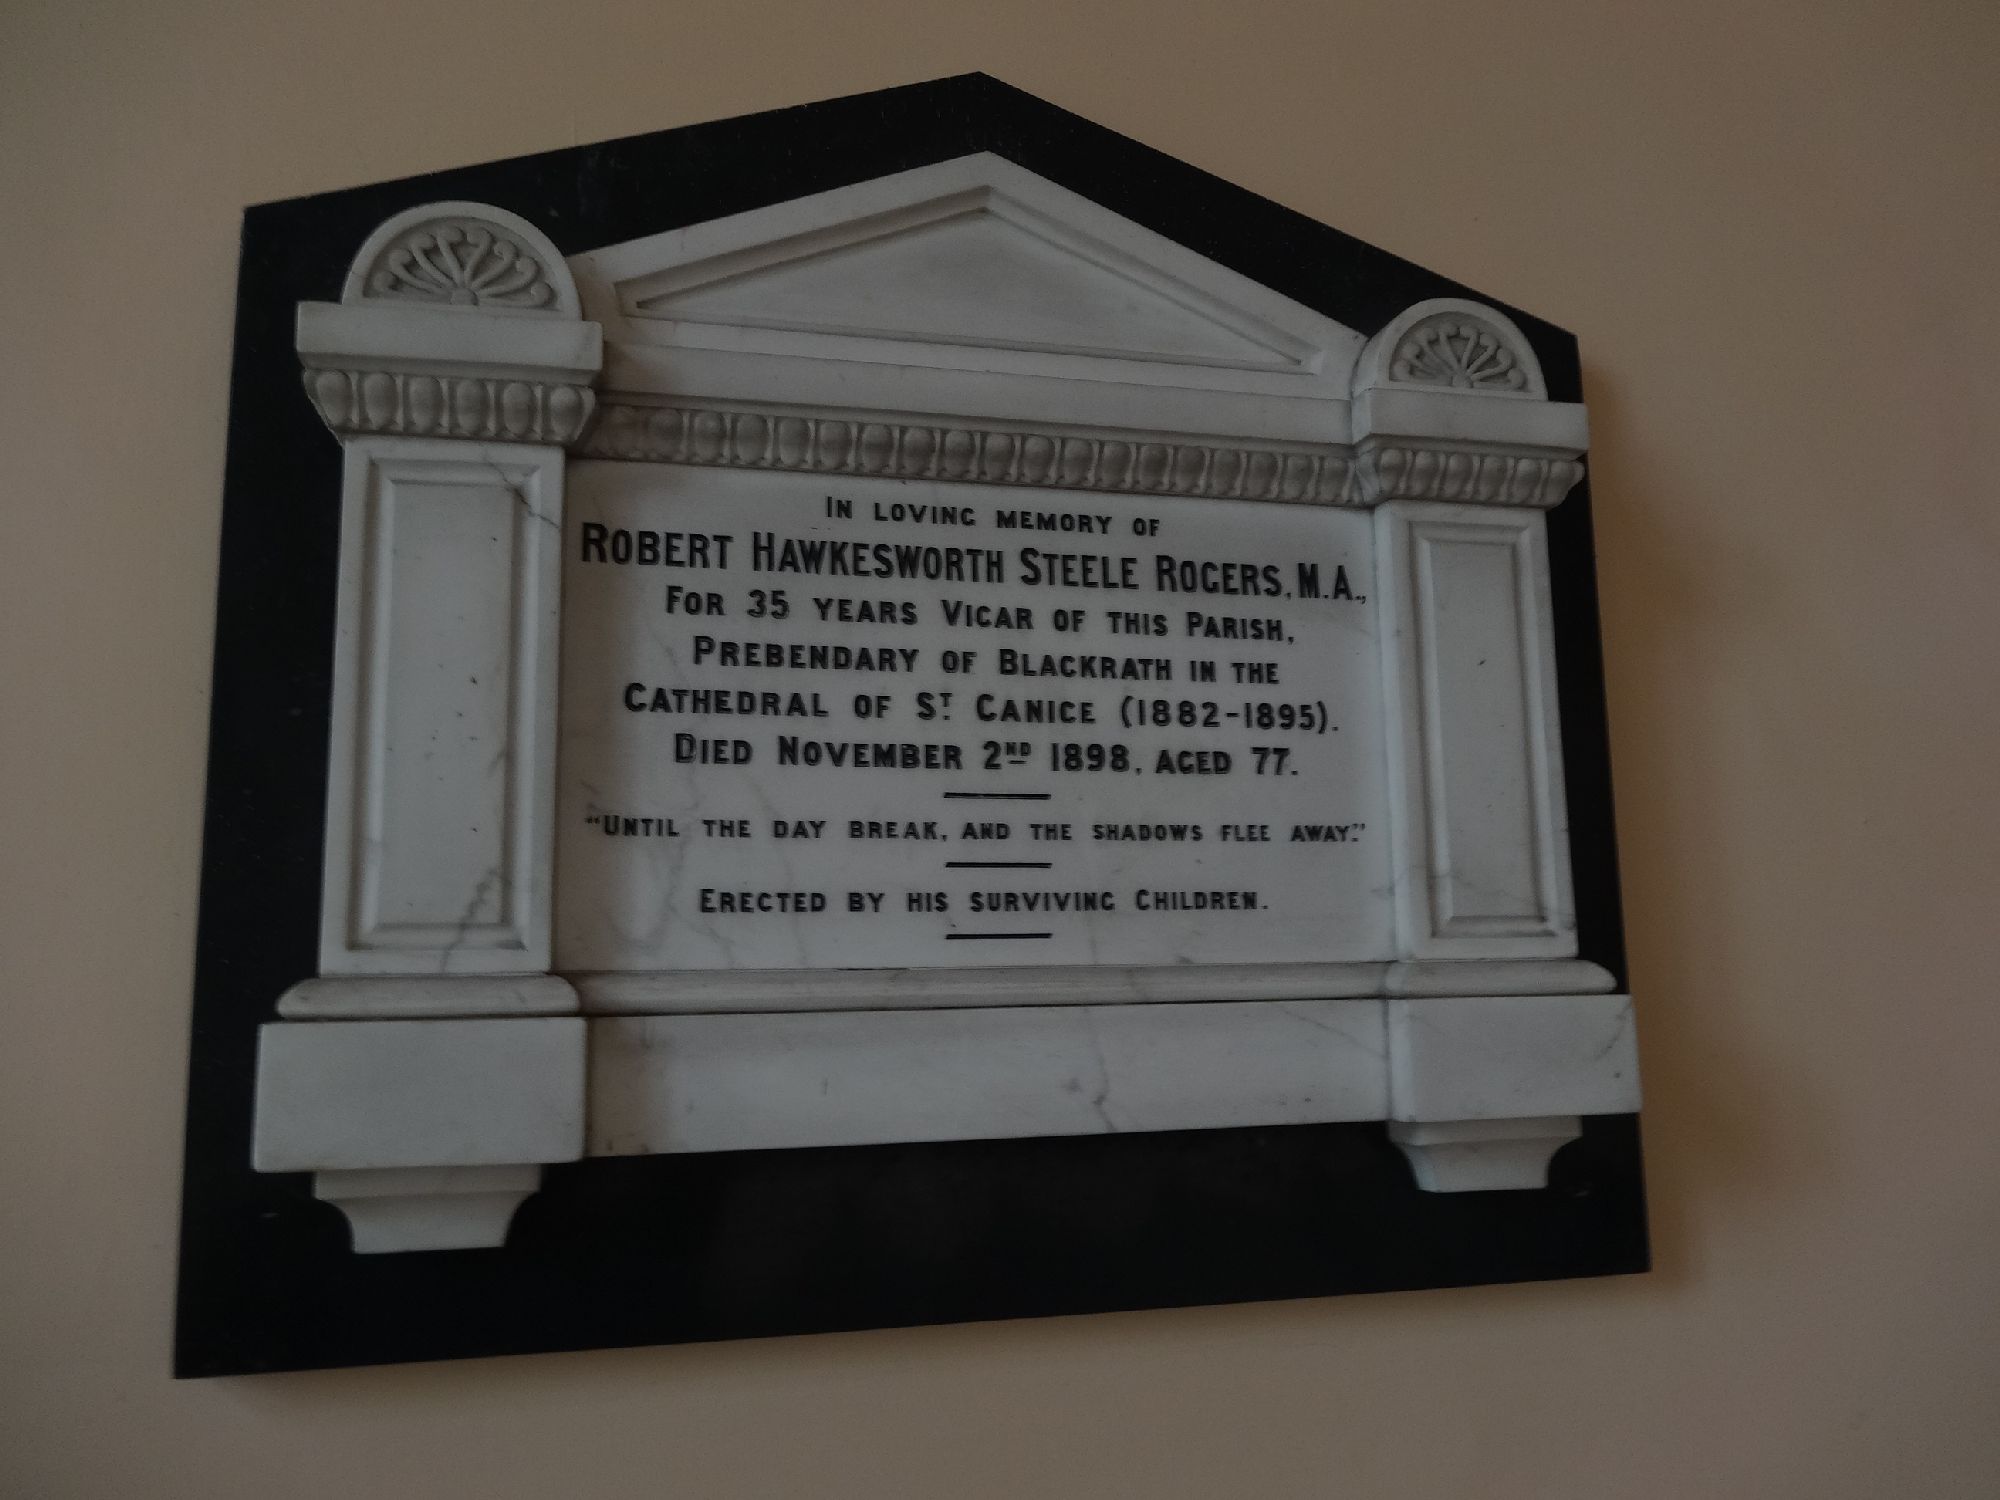 In loving memory of
Robert Hawkesworth Steele Rogers, M.A.,
For 35 years Vicar of this Parish,
Prebendary of Blackrath in the
Cathedral of St Canice (1882-1895).
Died November 2nd 1898, aged 77.
"Until the day break, and the shadows flee away."
Erected by his surviving Children.